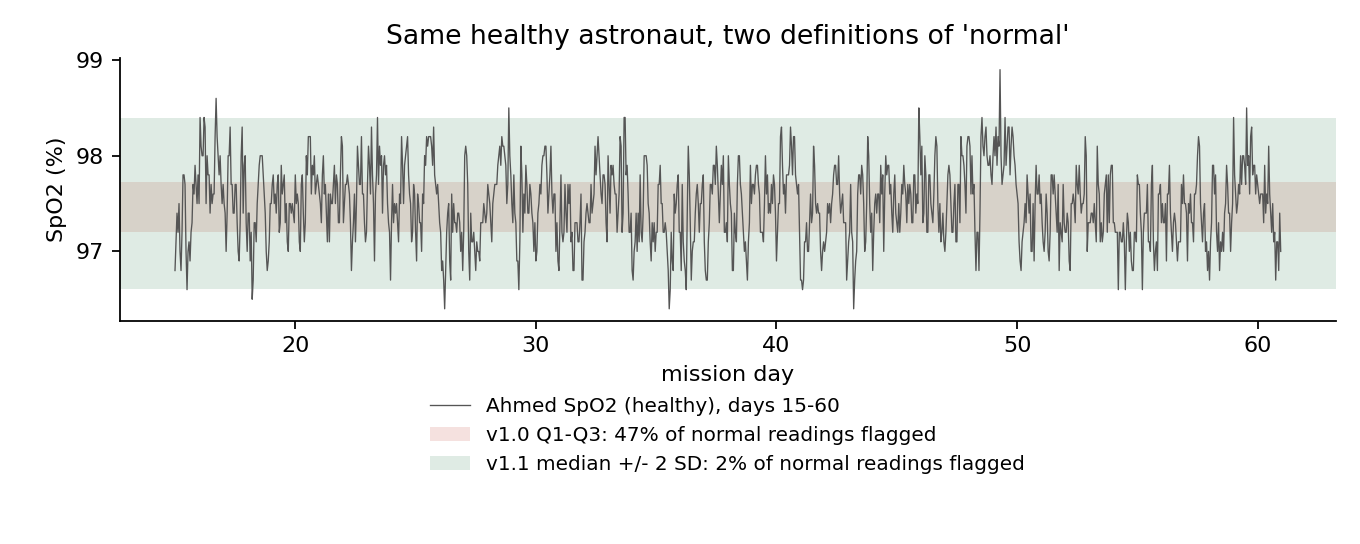 Same healthy astronaut, two definitions of 'normal'
99
98
97
SpO2 (%)
20 30 40 50 60
mission day
Ahmed SpO2 (healthy), days 15-60
v1.0 Q1-Q3: 47% of normal readings flagged
v1.1 median +/- 2 SD: 2% of normal readings flagged